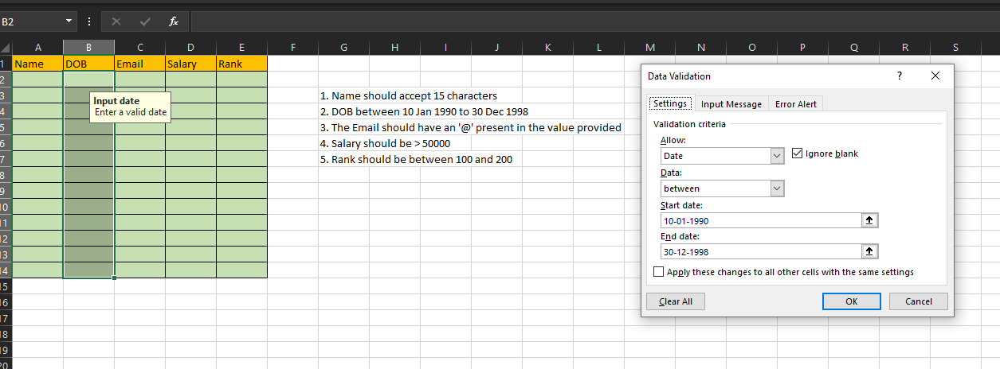 B2
fx
A B C D E F G H I J K L M N O P Q R S
1 Name DOB Email Salary Rank
2
3 1. Name should accept 15 characters
4 2. DOB between 10 Jan 1990 to 30 Dec 1998
5 3. The Email should have an '@' present in the value provided
6 4. Salary should be > 50000
7 5. Rank should be between 100 and 200
8
9
10
11
12
13
14
15
16
17
18
19
20
Input date
Enter a valid date
Data Validation ? ×
Settings Input Message Error Alert
Validation criteria
Allow:
Date Ignore blank
Data:
between
Start date:
10-01-1990
End date:
30-12-1998
Apply these changes to all other cells with the same settings
Clear All OK Cancel